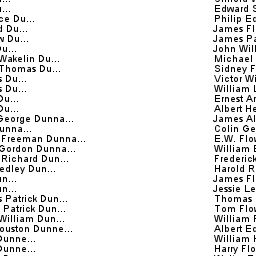 u... Edward S
ce Du... Philip Ed
d Du... James Fl
w Du... James Pa
Du... John Will
Wakelin Du... Michael
Thomas Du... Sidney F
s Du... Victor Wi
s Du... William L
Du... Ernest Ar
Du... Albert He
George Dunna... James Al
unna... Colin Ge
Freeman Dunna... E.W. Flow
Gordon Dunna... William E
Richard Dun... Frederick
edley Dun... Harold R
un... James Fl
un... Jessie Le
s Patrick Dun... Thomas
Patrick Dun... Tom Flow
William Dun... William F
ouston Dunne... Albert Ed
Dunne... William H
Dunne... Harry Flo